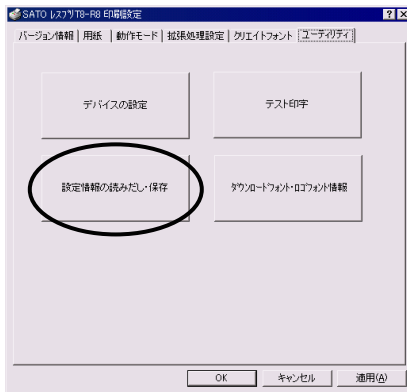 SATO レスプリT8-R8 印刷設定
バージョン情報 用紙 動作モード 拡張処理設定 クリエイトフォント ユーティリティ
デバイスの設定 テスト印字
設定情報の読みだし・保存 ダウンロードフォント・ロゴフォント情報
OK キャンセル 適用(A)